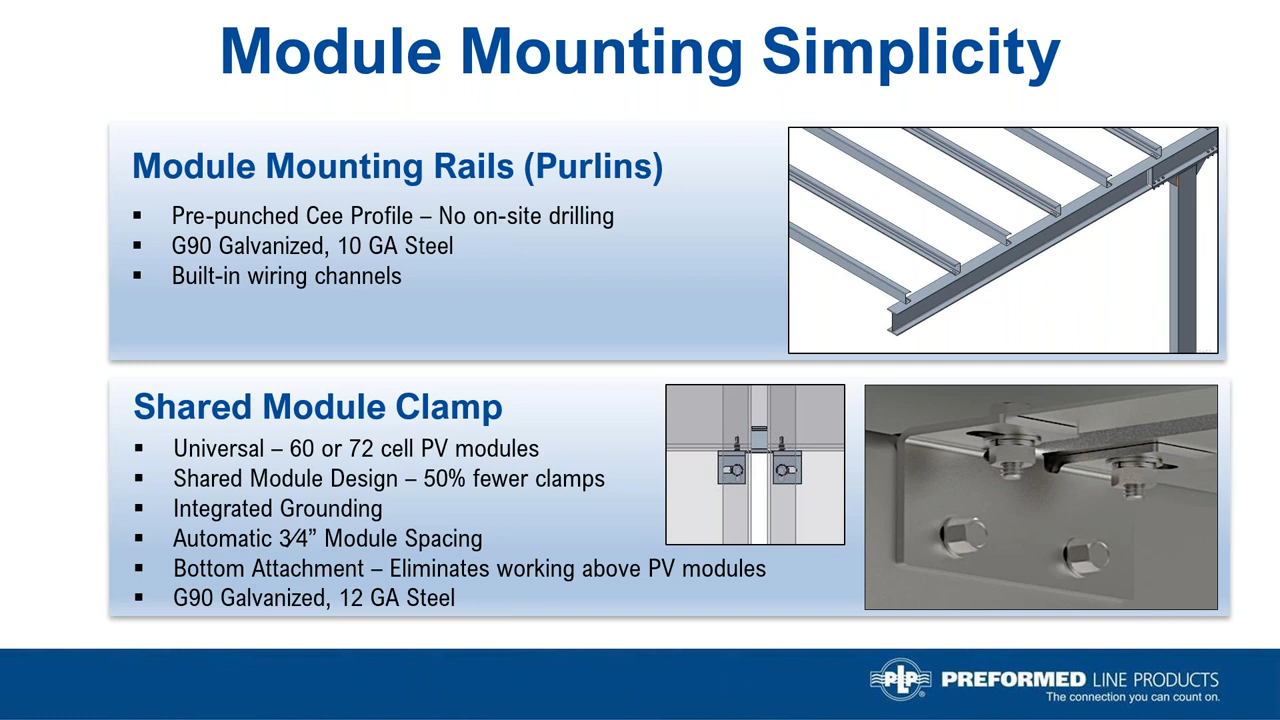 Module Mounting Simplicity
Module Mounting Rails (Purlins)
▪ Pre-punched Cee Profile – No on-site drilling
▪ G90 Galvanized, 10 GA Steel
▪ Built-in wiring channels
Shared Module Clamp
▪ Universal – 60 or 72 cell PV modules
▪ Shared Module Design – 50% fewer clamps
▪ Integrated Grounding
▪ Automatic 3⁄4” Module Spacing
▪ Bottom Attachment – Eliminates working above PV modules
▪ G90 Galvanized, 12 GA Steel
PLP® PREFORMED LINE PRODUCTS
The connection you can count on.